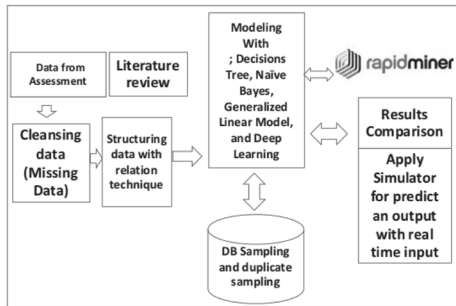 Data from
Assessment
Literature
review
Cleansing
data
(Missing
Data)
Structuring
data with
relation
technique
Modeling
With
; Decisions
Tree, Naïve
Bayes,
Generalized
Linear Model,
and Deep
Learning
rapidminer
Results
Comparison
Apply
Simulator
for predict
an output
with real
time input
DB Sampling
and duplicate
sampling